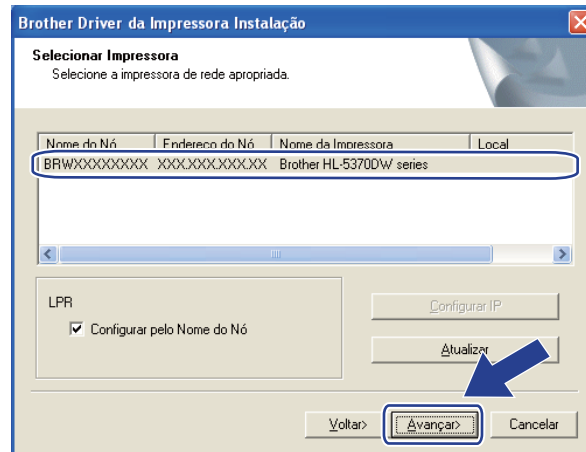 Brother Driver da Impressora Instalação
Selecionar Impressora
Selecione a impressora de rede apropriada.
Nome do Nó Endereço do Nó Nome da Impressora Local
BRWXXXXXXXX XXX.XXX.XXX.XX Brother HL-5370DW series
LPR
Configurar pelo Nome do Nó
Configurar IP
Atualizar
Voltar> Avançar> Cancelar